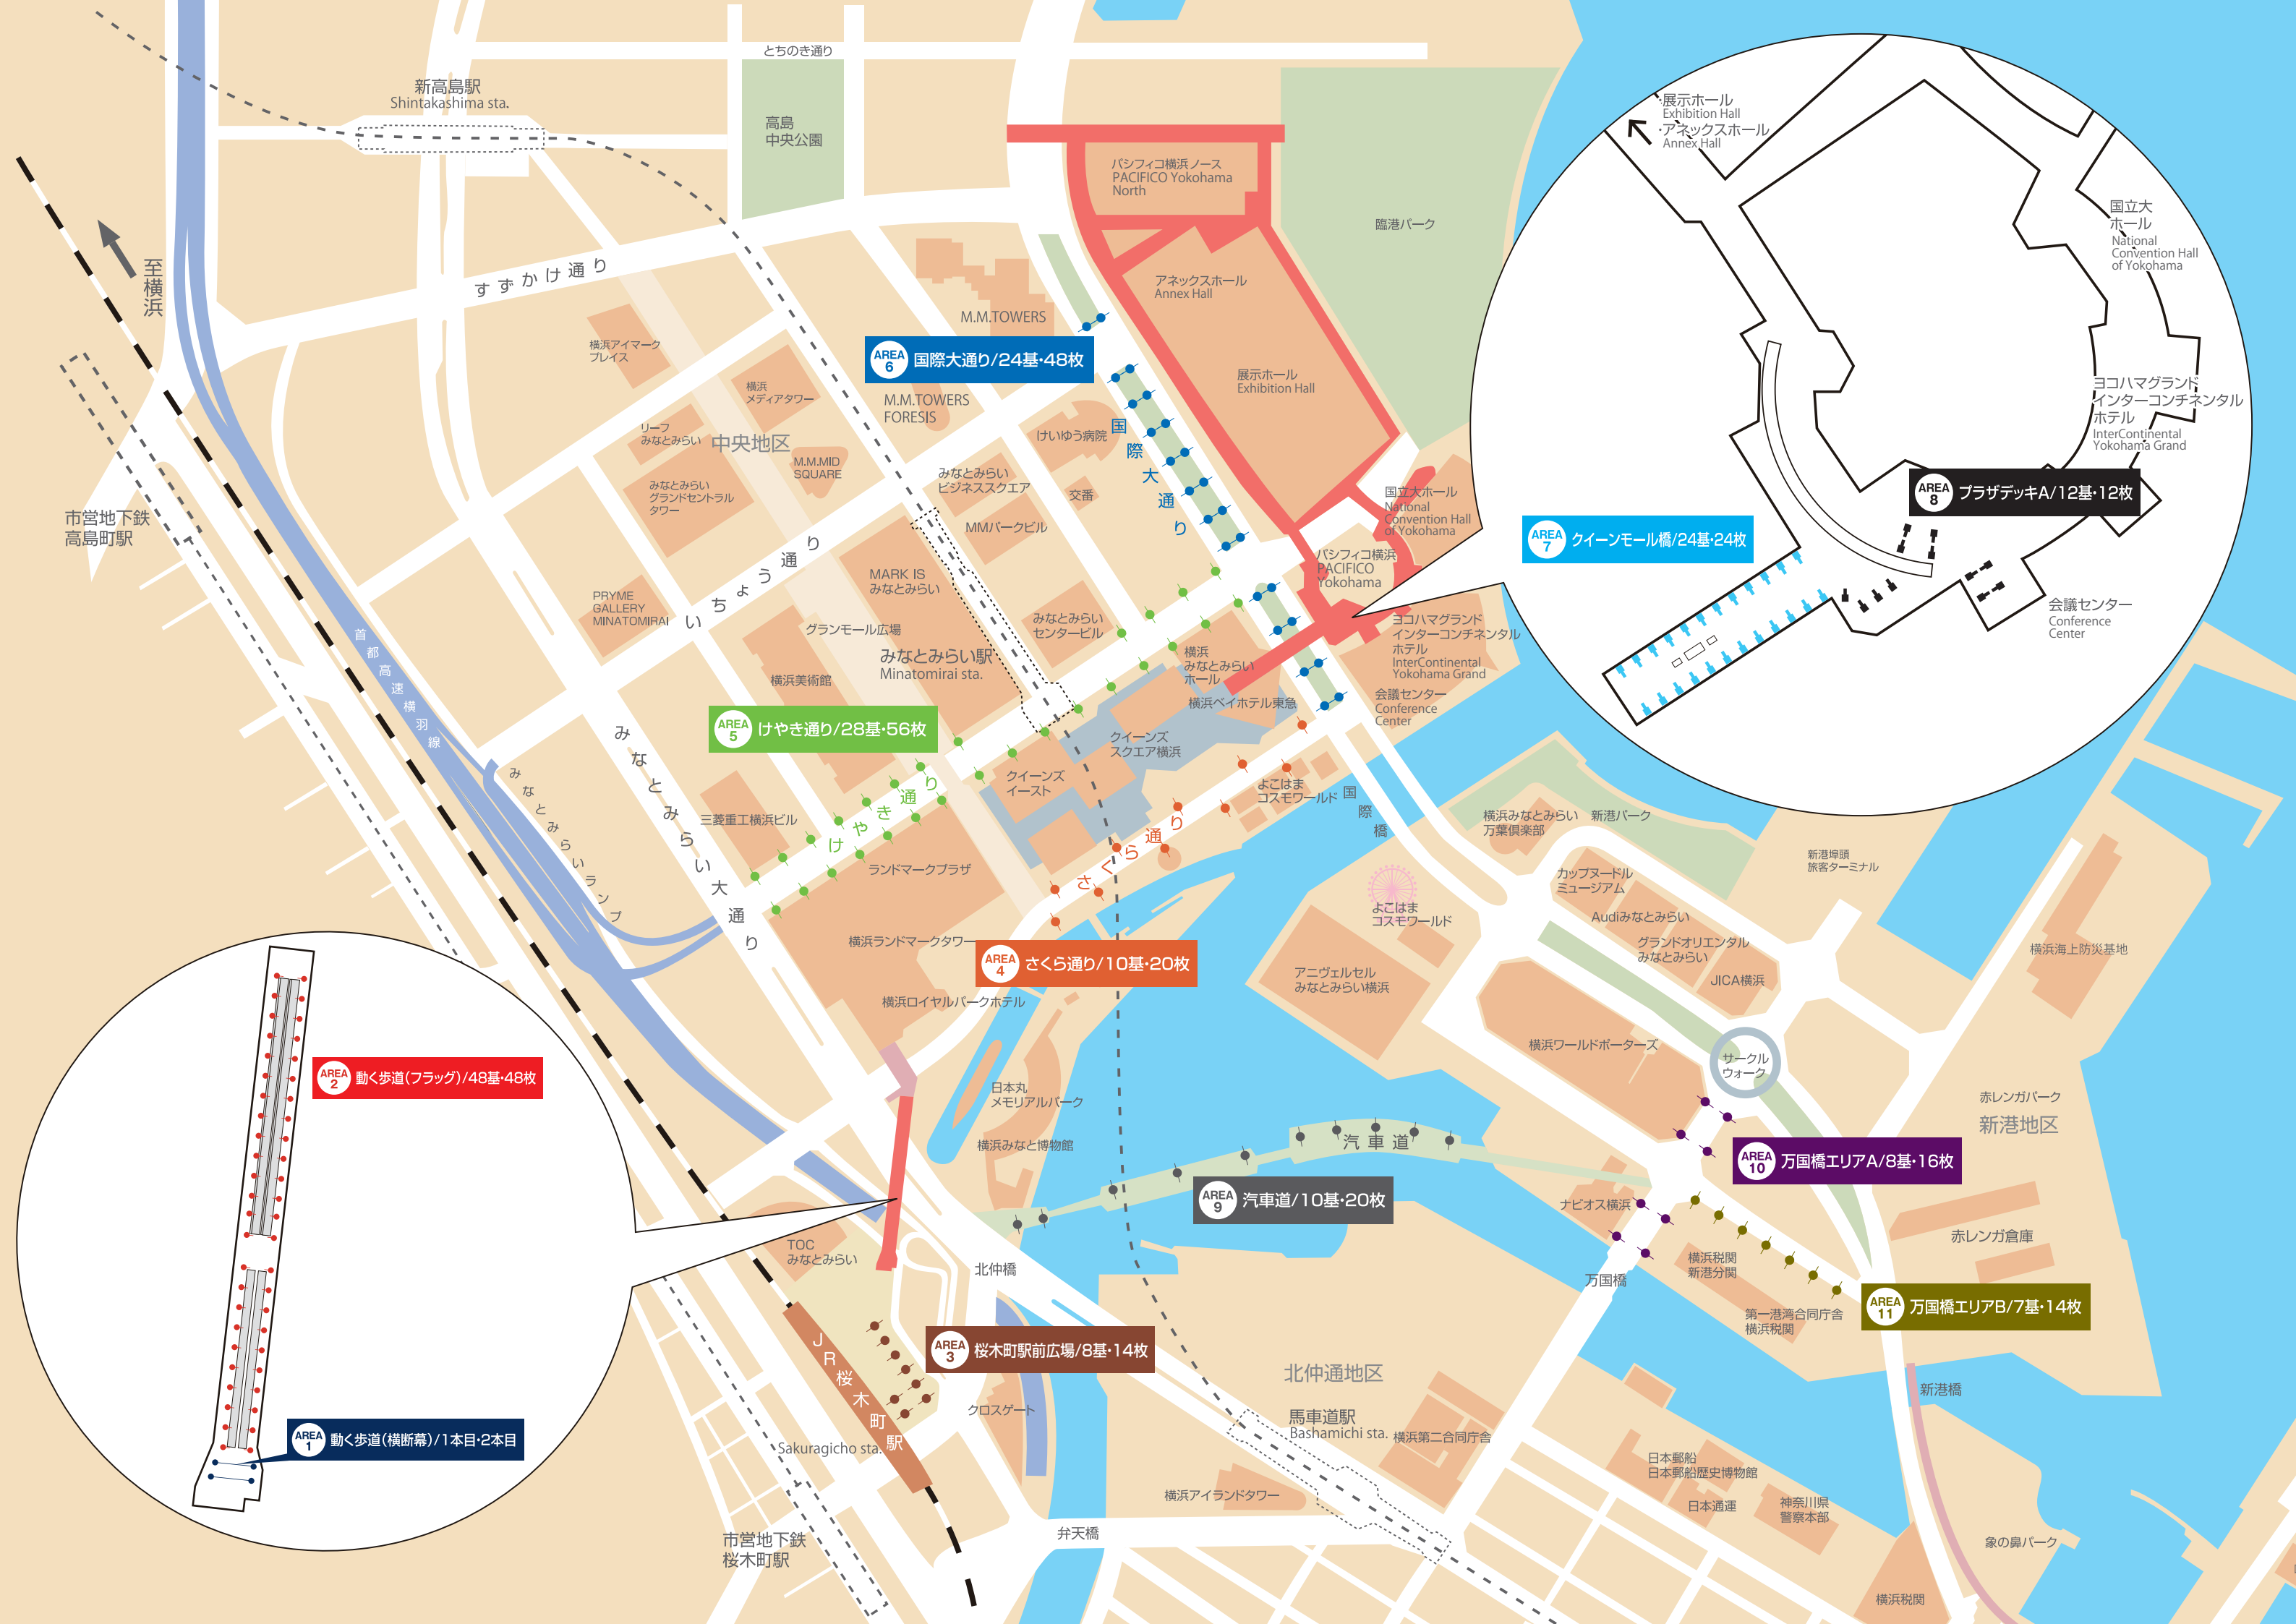 とちのき通り
新高島駅
Shintakashima sta.
高島
中央公園
至横浜
すずかけ通り
パシフィコ横浜ノース
PACIFICO Yokohama
North
臨港パーク
アネックスホール
Annex Hall
展示ホール
Exhibition Hall
M.M.TOWERS
横浜アイマーク
プレイス
AREA
6
国際大通り/24基・48枚
横浜
メディアタワー
M.M.TOWERS
FORESIS
リーフ
みなとみらい
中央地区
けいゆう病院
国際大通り
M.M.MID
SQUARE
みなとみらい
ビジネススクエア
交番
みなとみらい
グランドセントラル
タワー
MMパークビル
国立大ホール
National
Convention Hall
of Yokohama
市営地下鉄
高島町駅
いちょう通り
パシフィコ横浜
PACIFICO
Yokohama
MARK IS
みなとみらい
PRYME
GALLERY
MINATOMIRAI
グランモール広場
みなとみらい
センタービル
ヨコハマグランド
インターコンチネンタル
ホテル
InterContinental
Yokohama Grand
みなとみらい駅
Minatomirai sta.
横浜
みなとみらい
ホール
横浜美術館
首都高速横羽線
横浜ベイホテル東急
会議センター
Conference
Center
AREA
5
けやき通り/28基・56枚
クイーンズ
スクエア横浜
みなとみらい大通り
みなとみらいランプ
クイーンズ
イースト
よこはま
コスモワールド
国際橋
けやき通り
三菱重工横浜ビル
さくら通り
ランドマークプラザ
横浜みなとみらい
万葉倶楽部
新港パーク
新港埠頭
旅客ターミナル
カップヌードル
ミュージアム
よこはま
コスモワールド
Audiみなとみらい
横浜ランドマークタワー
グランドオリエンタル
みなとみらい
横浜海上防災基地
AREA
4
さくら通り/10基・20枚
アニヴェルセル
みなとみらい横浜
JICA横浜
横浜ロイヤルパークホテル
横浜ワールドポーターズ
サークル
ウォーク
日本丸
メモリアルパーク
赤レンガパーク
新港地区
横浜みなと博物館
汽車道
AREA
10
万国橋エリアA/8基・16枚
AREA
9
汽車道/10基・20枚
ナビオス横浜
赤レンガ倉庫
TOC
みなとみらい
北仲橋
万国橋
横浜税関
新港分関
AREA
11
万国橋エリアB/7基・14枚
第一港湾合同庁舎
横浜税関
AREA
3
桜木町駅前広場/8基・14枚
JR桜木町駅
Sakuragicho sta.
クロスゲート
北仲通地区
馬車道駅
Bashamichi sta.
横浜第二合同庁舎
新港橋
日本郵船
日本郵船歴史博物館
横浜アイランドタワー
日本通運
神奈川県
警察本部
市営地下鉄
桜木町駅
弁天橋
象の鼻パーク
横浜税関
・展示ホール
Exhibition Hall
・アネックスホール
Annex Hall
国立大
ホール
National
Convention Hall
of Yokohama
ヨコハマグランド
インターコンチネンタル
ホテル
InterContinental
Yokohama Grand
AREA
8
プラザデッキA/12基・12枚
AREA
7
クイーンモール橋/24基・24枚
会議センター
Conference
Center
AREA
2
動く歩道(フラッグ)/48基・48枚
AREA
1
動く歩道(横断幕)/1本目・2本目